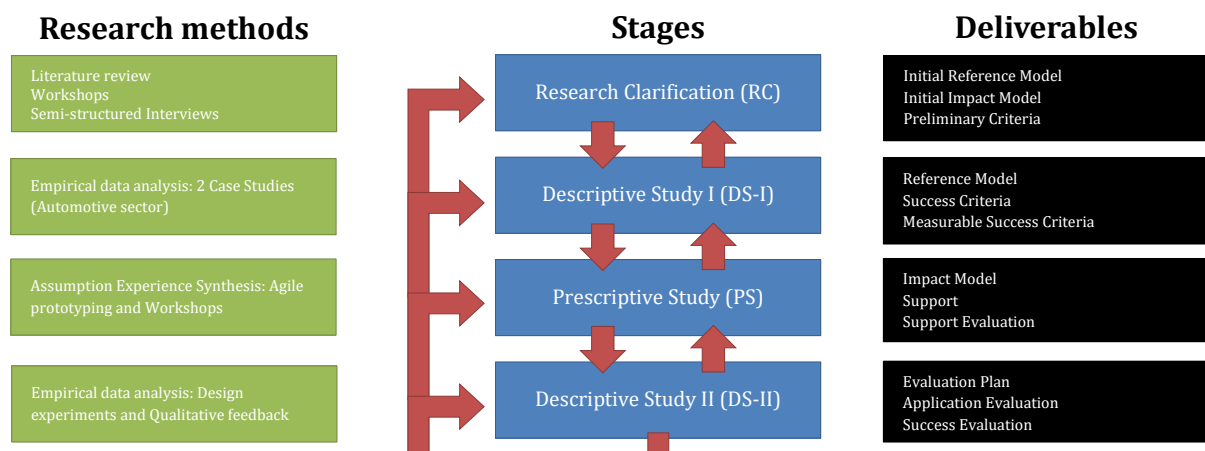 Research methods
Stages
Deliverables
Literature review
Workshops
Semi-structured Interviews
Research Clarification (RC)
Initial Reference Model
Initial Impact Model
Preliminary Criteria
Empirical data analysis: 2 Case Studies
(Automotive sector)
Descriptive Study I (DS-I)
Reference Model
Success Criteria
Measurable Success Criteria
Assumption Experience Synthesis: Agile
prototyping and Workshops
Prescriptive Study (PS)
Impact Model
Support
Support Evaluation
Empirical data analysis: Design
experiments and Qualitative feedback
Descriptive Study II (DS-II)
Evaluation Plan
Application Evaluation
Success Evaluation